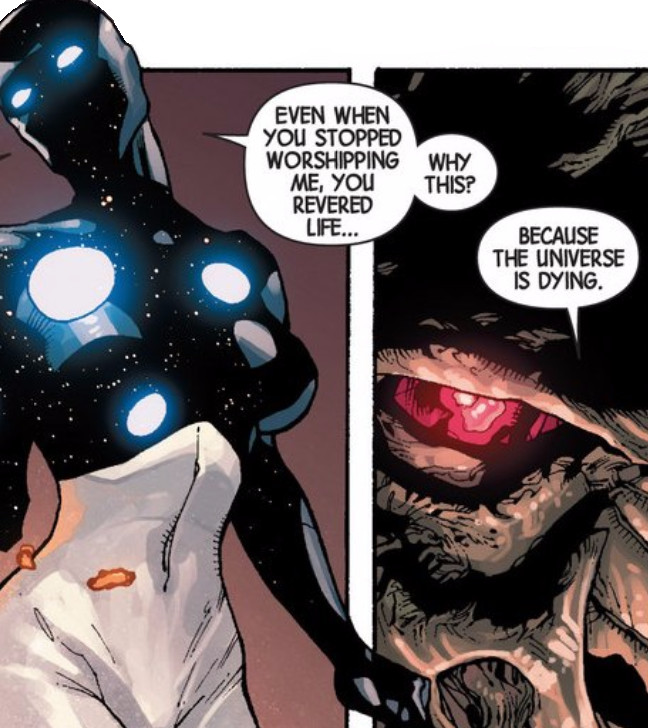 EVEN WHEN
YOU STOPPED
WORSHIPPING
ME, YOU
REVERED
LIFE...
WHY
THIS?
BECAUSE
THE UNIVERSE
IS DYING.